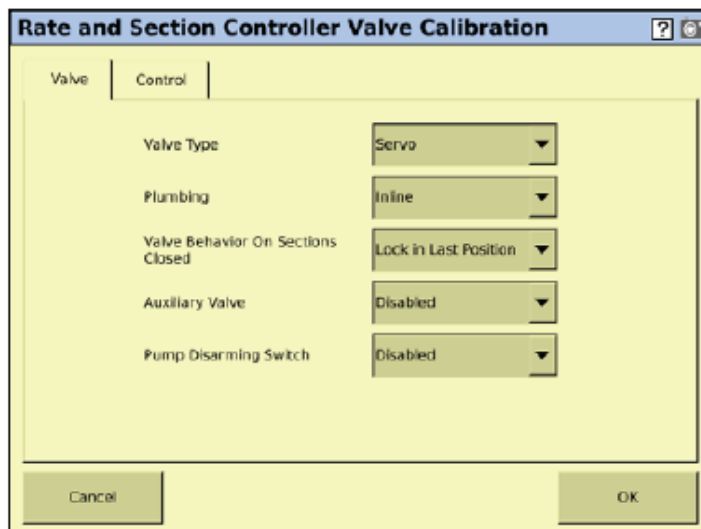 Rate and Section Controller Valve Calibration ?
Valve Control
Valve Type Servo
Plumbing Inline
Valve Behavior On Sections Closed Lock in Last Position
Auxiliary Valve Disabled
Pump Disarming Switch Disabled
Cancel OK